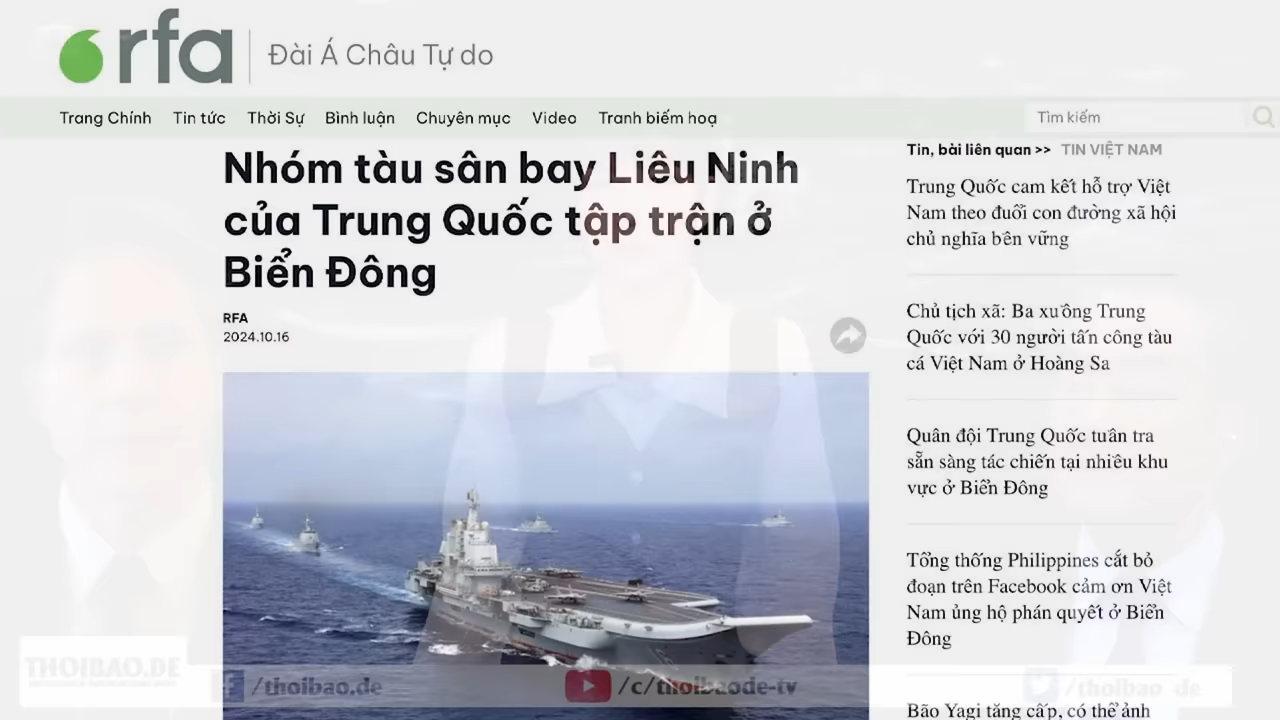 rfa
Đài Á Châu Tự do
Trang Chính Tin tức Thời Sự Bình luận Chuyên mục Video Tranh biếm hoạ
Tìm kiếm
Nhóm tàu sân bay Liêu Ninh
của Trung Quốc tập trận ở
Biển Đông
RFA
2024.10.16
Tin, bài liên quan >> TIN VIỆT NAM
Trung Quốc cam kết hỗ trợ Việt
Nam theo đuổi con đường xã hội
chủ nghĩa bền vững
Chủ tịch xã: Ba xuồng Trung
Quốc với 30 người tấn công tàu
cá Việt Nam ở Hoàng Sa
Quân đội Trung Quốc tuần tra
sẵn sàng tác chiến tại nhiều khu
vực ở Biển Đông
Tổng thống Philippines cắt bỏ
đoạn trên Facebook cảm ơn Việt
Nam ủng hộ phán quyết ở Biển
Đông
Bão Yagi tăng cấp, có thể ảnh
THOIBAO.DE
/thoibao.de
/c/thoibaode-tv
/thoibao_de